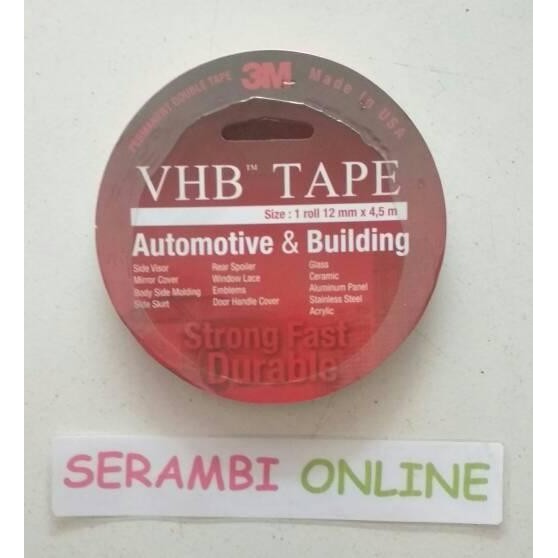 PERMANENT DOUBLE TAPE 3M Made In USA
VHB™ TAPE
Size : 1 roll 12 mm x 4,5 m
Automotive & Building
Side Visor
Mirror Cover
Body Side Molding
Side Skirt
Rear Spoiler
Window Lace
Emblems
Door Handle Cover
Glass
Ceramic
Aluminum Panel
Stainless Steel
Acrylic
Strong Fast
Durable
SERAMBI ONLINE